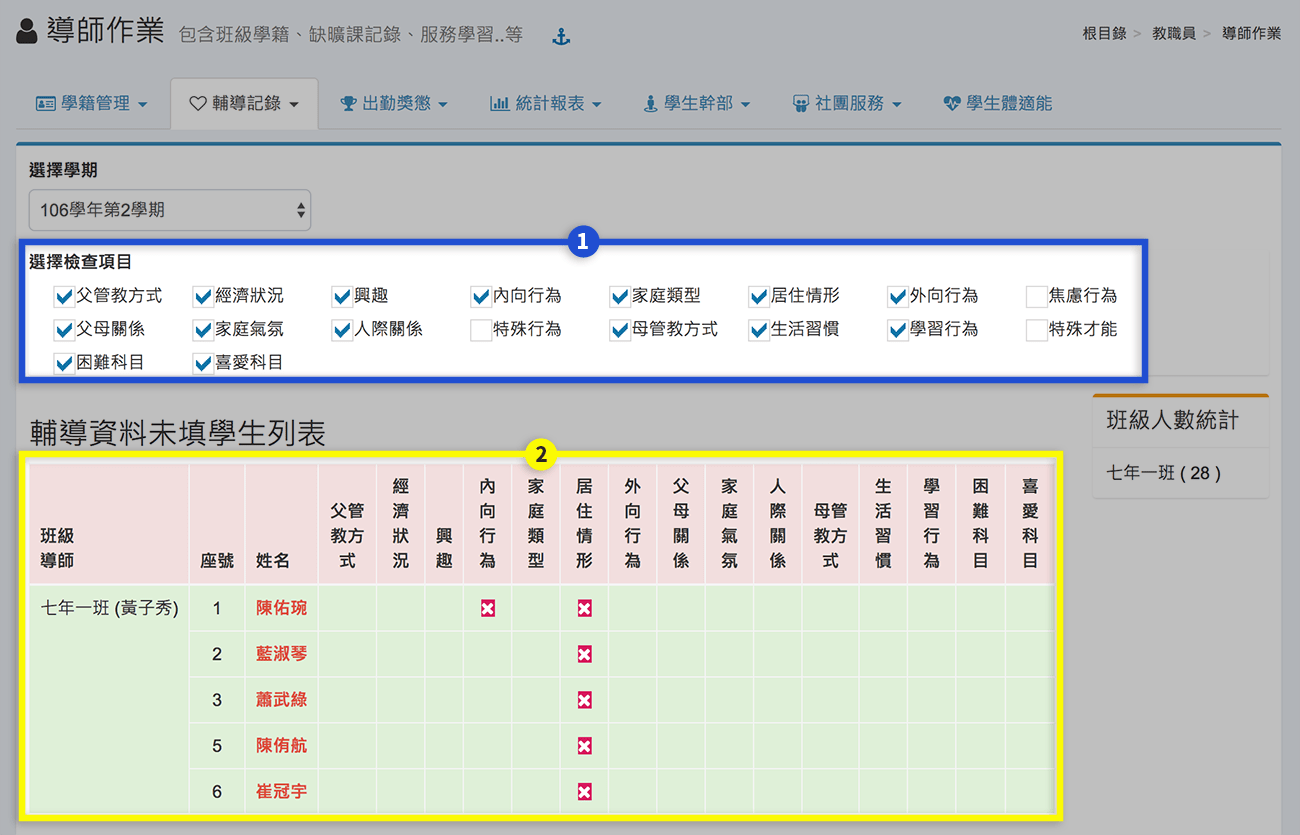 導師作業 包含班級學籍、缺曠課記錄、服務學習..等
根目錄 > 教職員 > 導師作業
學籍管理 輔導記錄 出勤獎懲 統計報表 學生幹部 社團服務 學生體適能
選擇學期
106學年第2學期
1
選擇檢查項目
父管教方式 經濟狀況 興趣 內向行為 家庭類型 居住情形 外向行為 焦慮行為
父母關係 家庭氣氛 人際關係 特殊行為 母管教方式 生活習慣 學習行為 特殊才能
困難科目 喜愛科目
班級人數統計
七年一班 ( 28 )
輔導資料未填學生列表
2
班級導師 座號 姓名 父管教方式 經濟狀況 興趣 內向行為 家庭類型 居住情形 外向行為 父母關係 家庭氣氛 人際關係 母管教方式 生活習慣 學習行為 困難科目 喜愛科目
七年一班 (黃子秀) 1 陳佑琬
2 藍淑琴
3 蕭武綠
5 陳侑航
6 崔冠宇